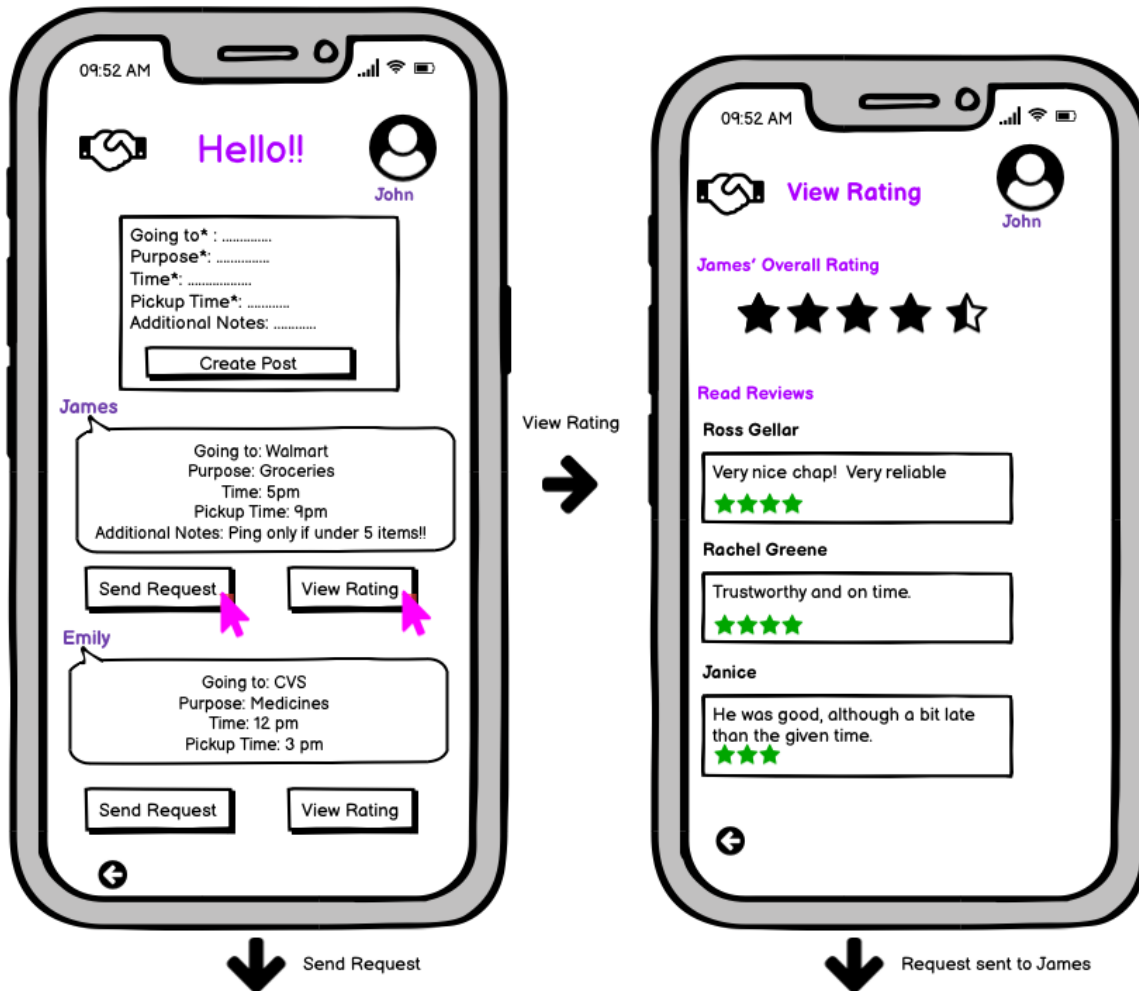 09:52 AM
Hello!!
John
Going to* : ..............
Purpose*: ...............
Time*: ..................
Pickup Time*: ............
Additional Notes: ............
Create Post
James
Going to: Walmart
Purpose: Groceries
Time: 5pm
Pickup Time: 9pm
Additional Notes: Ping only if under 5 items!!
Send Request
View Rating
Emily
Going to: CVS
Purpose: Medicines
Time: 12 pm
Pickup Time: 3 pm
Send Request
View Rating
Send Request
View Rating
09:52 AM
View Rating
John
James' Overall Rating
Read Reviews
Ross Gellar
Very nice chap! Very reliable
Rachel Greene
Trustworthy and on time.
Janice
He was good, although a bit late
than the given time.
Request sent to James